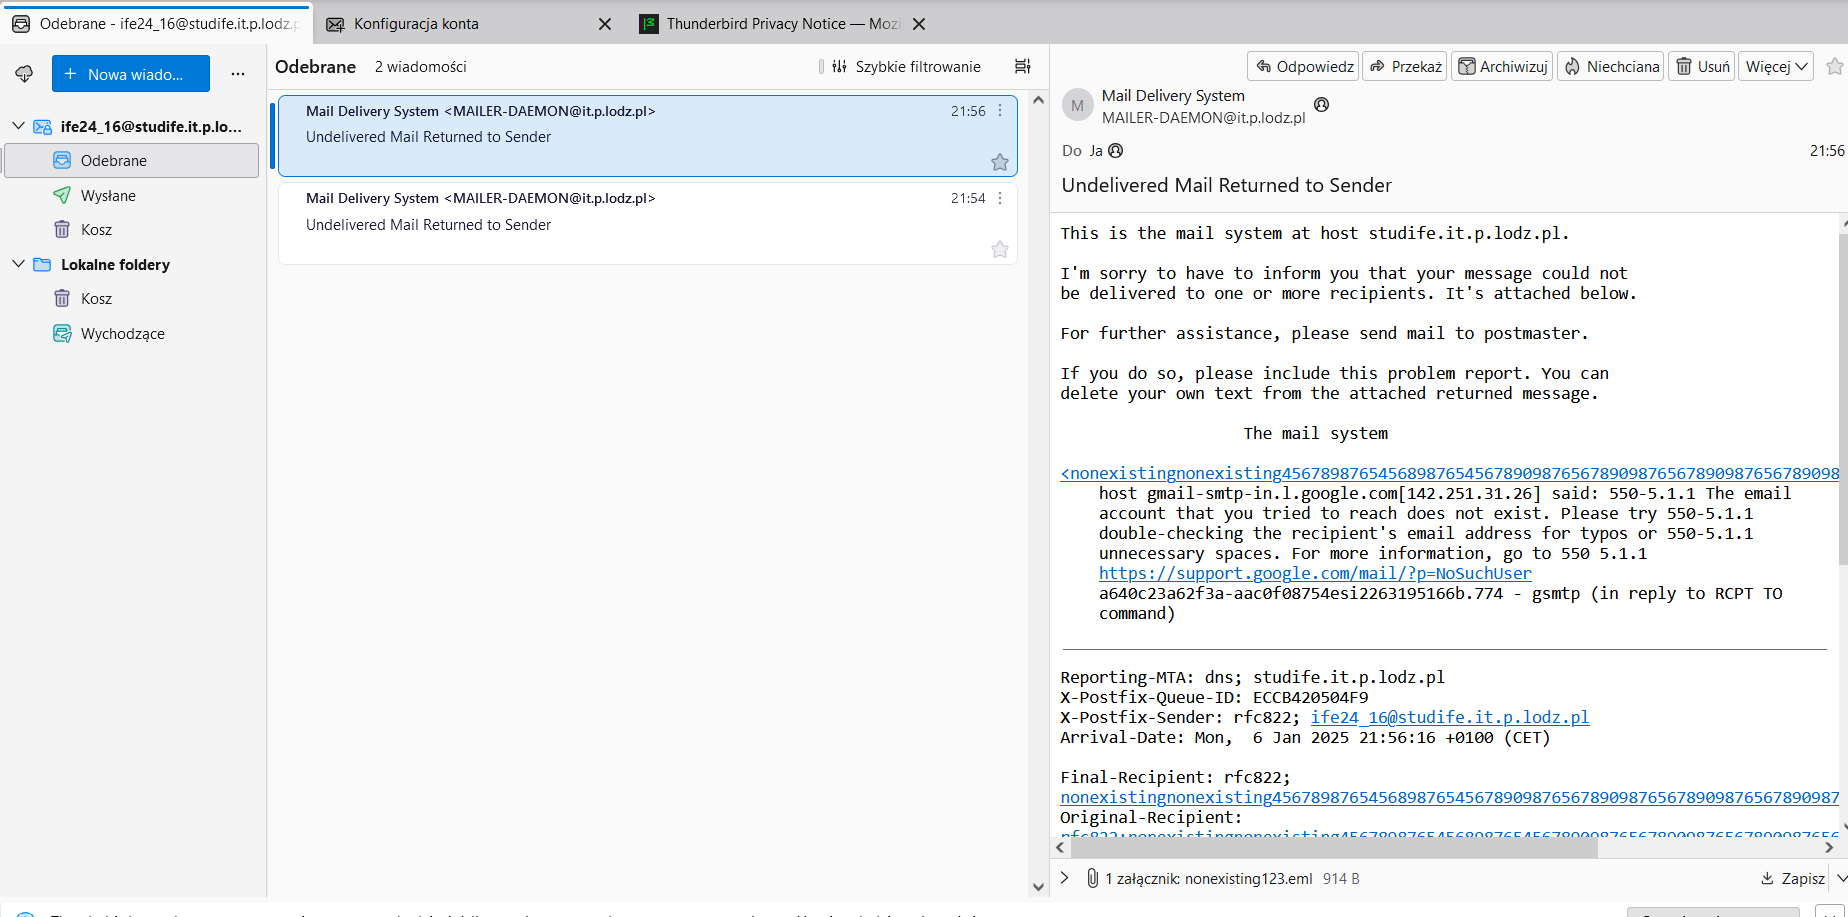 Odebrane - ife24_16@studife.it.p.lodz.p
Konfiguracja konta
Thunderbird Privacy Notice — Mozi
Nowa wiado...
ife24_16@studife.it.p.lo...
Odebrane
Wysłane
Kosz
Lokalne foldery
Kosz
Wychodzące
Odebrane 2 wiadomości
Szybkie filtrowanie
Mail Delivery System <MAILER-DAEMON@it.p.lodz.pl> 21:56
Undelivered Mail Returned to Sender
Mail Delivery System <MAILER-DAEMON@it.p.lodz.pl> 21:54
Undelivered Mail Returned to Sender
Odpowiedz Przekaż Archiwizuj Niechciana Usuń Więcej
M
Mail Delivery System
MAILER-DAEMON@it.p.lodz.pl
Do Ja 21:56
Undelivered Mail Returned to Sender
This is the mail system at host studife.it.p.lodz.pl.
I'm sorry to have to inform you that your message could not
be delivered to one or more recipients. It's attached below.
For further assistance, please send mail to postmaster.
If you do so, please include this problem report. You can
delete your own text from the attached returned message.
The mail system
<nonexistingnonexisting4567898765456898765456789098765678909876567890987656789098
host gmail-smtp-in.l.google.com[142.251.31.26] said: 550-5.1.1 The email
account that you tried to reach does not exist. Please try 550-5.1.1
double-checking the recipient's email address for typos or 550-5.1.1
unnecessary spaces. For more information, go to 550 5.1.1
https://support.google.com/mail/?p=NoSuchUser
a640c23a62f3a-aac0f08754esi2263195166b.774 - gsmtp (in reply to RCPT TO
command)
Reporting-MTA: dns; studife.it.p.lodz.pl
X-Postfix-Queue-ID: ECCB420504F9
X-Postfix-Sender: rfc822; ife24_16@studife.it.p.lodz.pl
Arrival-Date: Mon, 6 Jan 2025 21:56:16 +0100 (CET)
Final-Recipient: rfc822;
nonexistingnonexisting45678987654568987654567890987656789098765678909876567890987
Original-Recipient:
1 załącznik: nonexisting123.eml 914 B
Zapisz